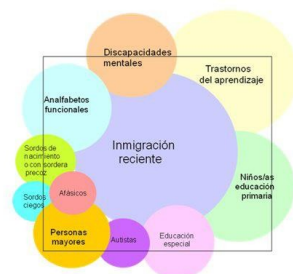 Discapacidades
mentales
Trastornos
del aprendizaje
Analfabetos
funcionales
Inmigración
reciente
Sordos de
nacimiento
o con sordera
precoz
Niños/as
educación
primaria
Afásicos
Sordos
ciegos
Personas
mayores
Autistas
Educación
especial